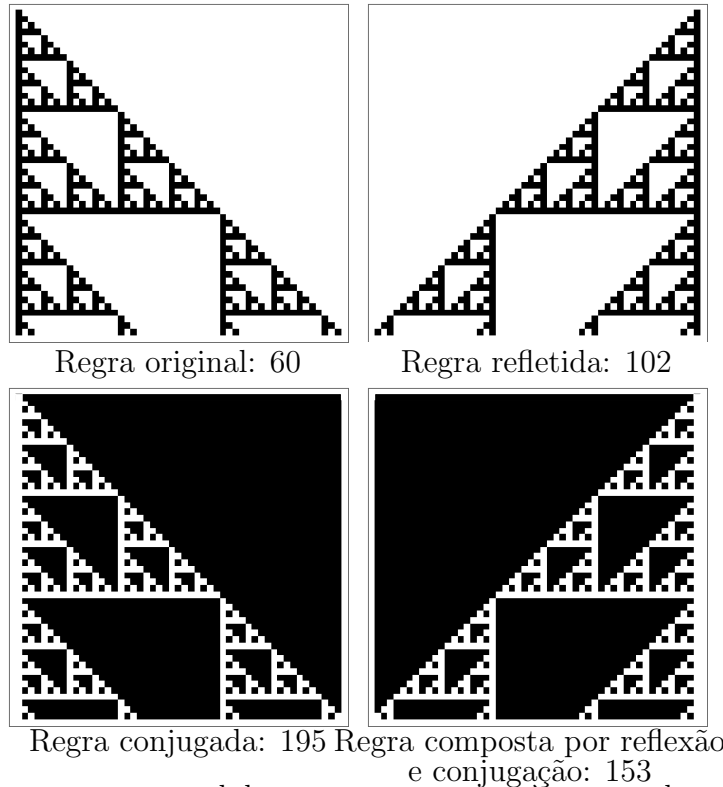 Regra original: 60
Regra refletida: 102
Regra conjugada: 195
Regra composta por reflexão
e conjugação: 153